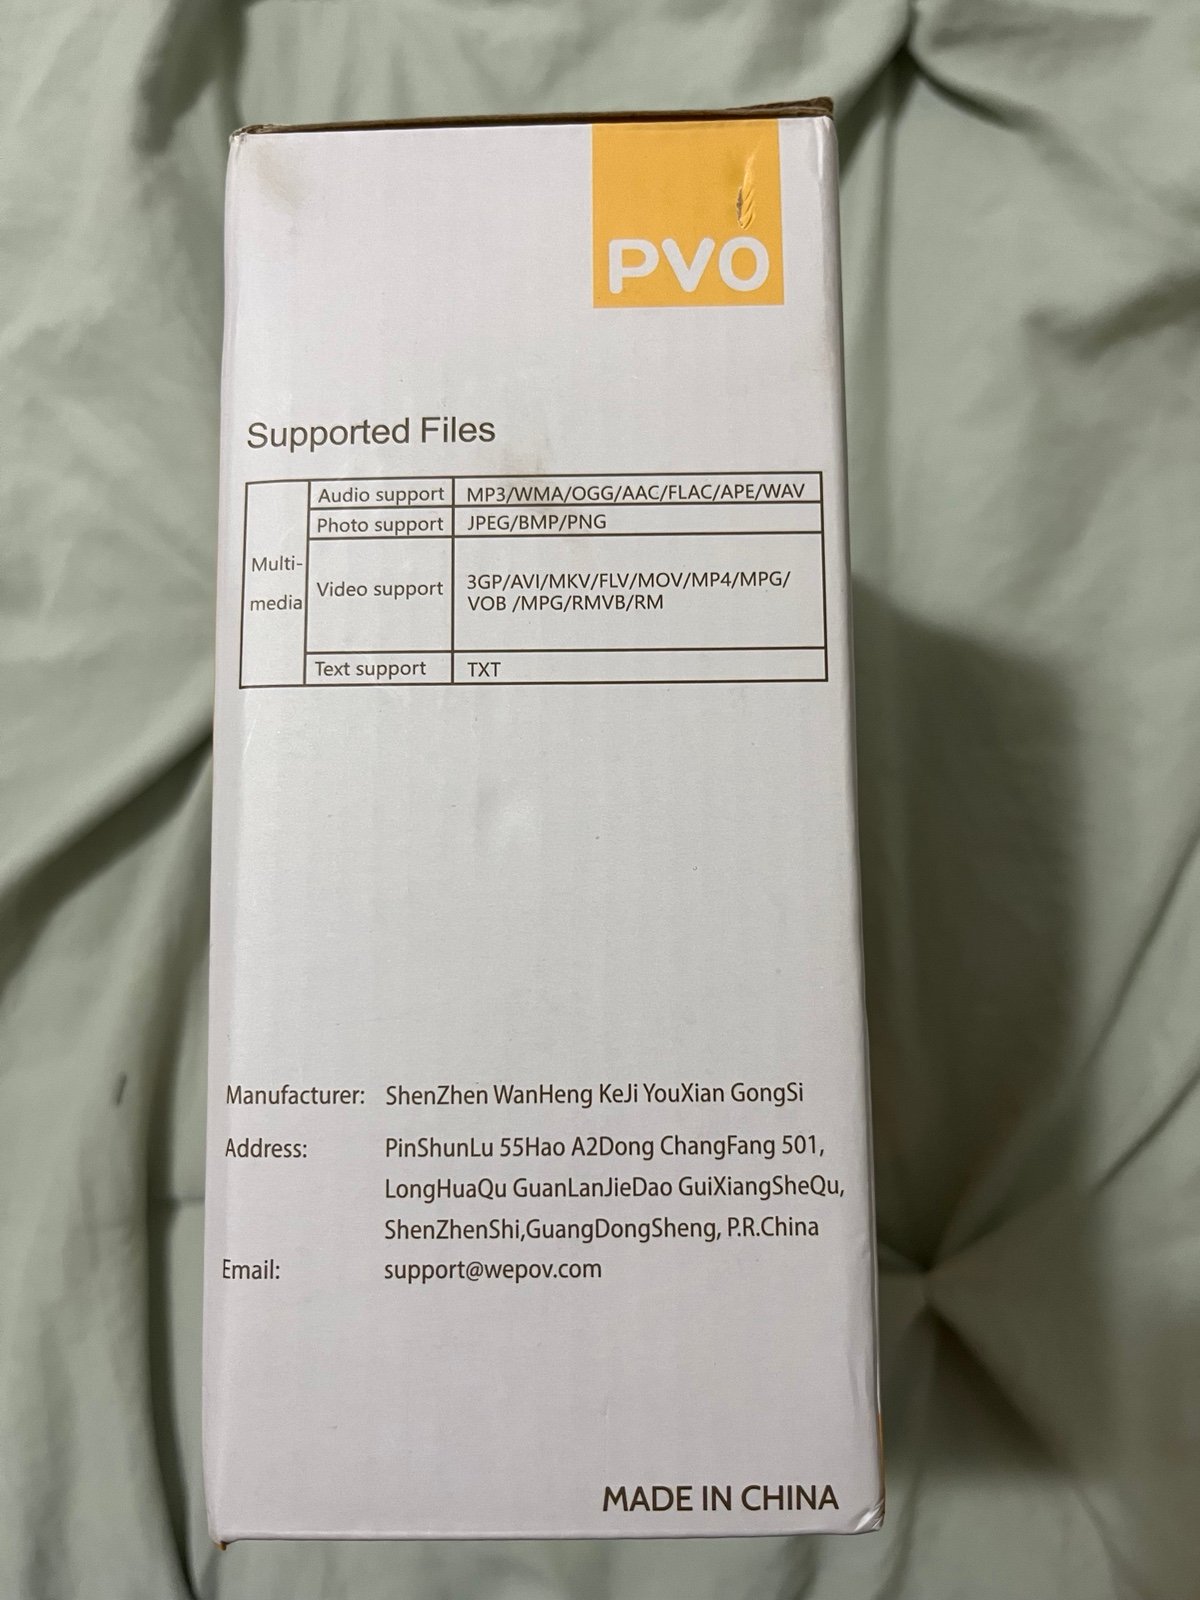 PVO
Supported Files
Multi-
media
Audio support MP3/WMA/OGG/AAC/FLAC/APE/WAV
Photo support JPEG/BMP/PNG
Video support 3GP/AVI/MKV/FLV/MOV/MP4/MPG/
VOB /MPG/RMVB/RM
Text support TXT
Manufacturer: ShenZhen WanHeng KeJi YouXian GongSi
Address: PinShunLu 55Hao A2Dong ChangFang 501,
LongHuaQu GuanLanJieDao GuiXiangSheQu,
ShenZhenShi,GuangDongSheng, P.R.China
Email: support@wepov.com
MADE IN CHINA